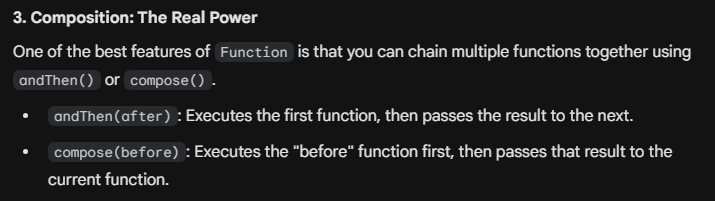 3. Composition: The Real Power
One of the best features of Function is that you can chain multiple functions together using
andThen() or compose().
• andThen(after): Executes the first function, then passes the result to the next.
• compose(before): Executes the "before" function first, then passes that result to the
current function.